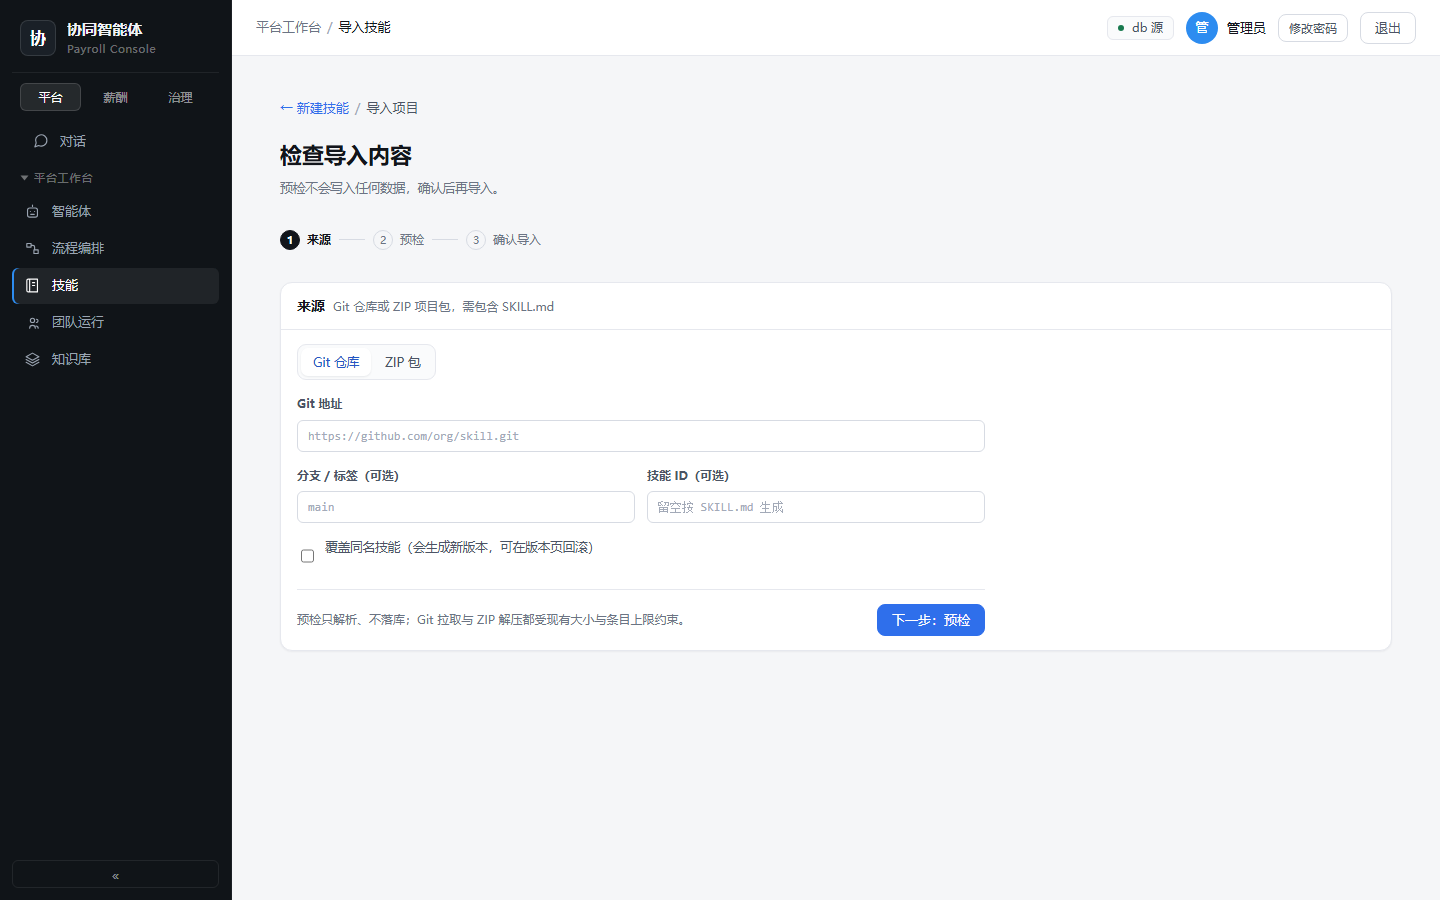 协 协同智能体
Payroll Console
平台 薪酬 治理
对话
平台工作台
智能体
流程编排
技能
团队运行
知识库
«
平台工作台 / 导入技能
db 源 管 管理员 修改密码 退出
← 新建技能 / 导入项目
检查导入内容
预检不会写入任何数据，确认后再导入。
1 来源 2 预检 3 确认导入
来源 Git 仓库或 ZIP 项目包，需包含 SKILL.md
Git 仓库 ZIP 包
Git 地址
https://github.com/org/skill.git
分支 / 标签（可选） 技能 ID（可选）
main 留空按 SKILL.md 生成
覆盖同名技能（会生成新版本，可在版本页回滚）
预检只解析、不落库；Git 拉取与 ZIP 解压都受现有大小与条目上限约束。
下一步：预检